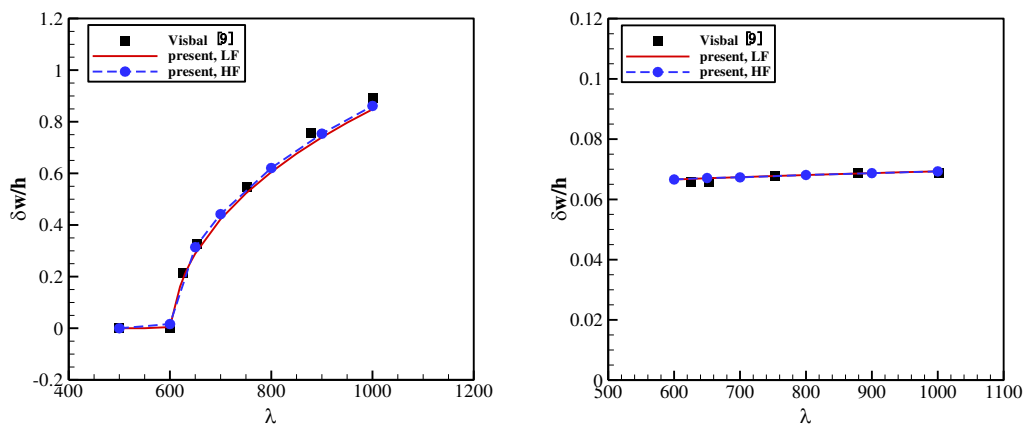 1.2
1
0.8
0.6
0.4
0.2
0
-0.2
δw/h
400
600
800
1000
1200
λ
Visbal [9]
present, LF
present, HF
0.12
0.1
0.08
0.06
0.04
0.02
0
δw/h
500
600
700
800
900
1000
1100
λ
Visbal [9]
present, LF
present, HF